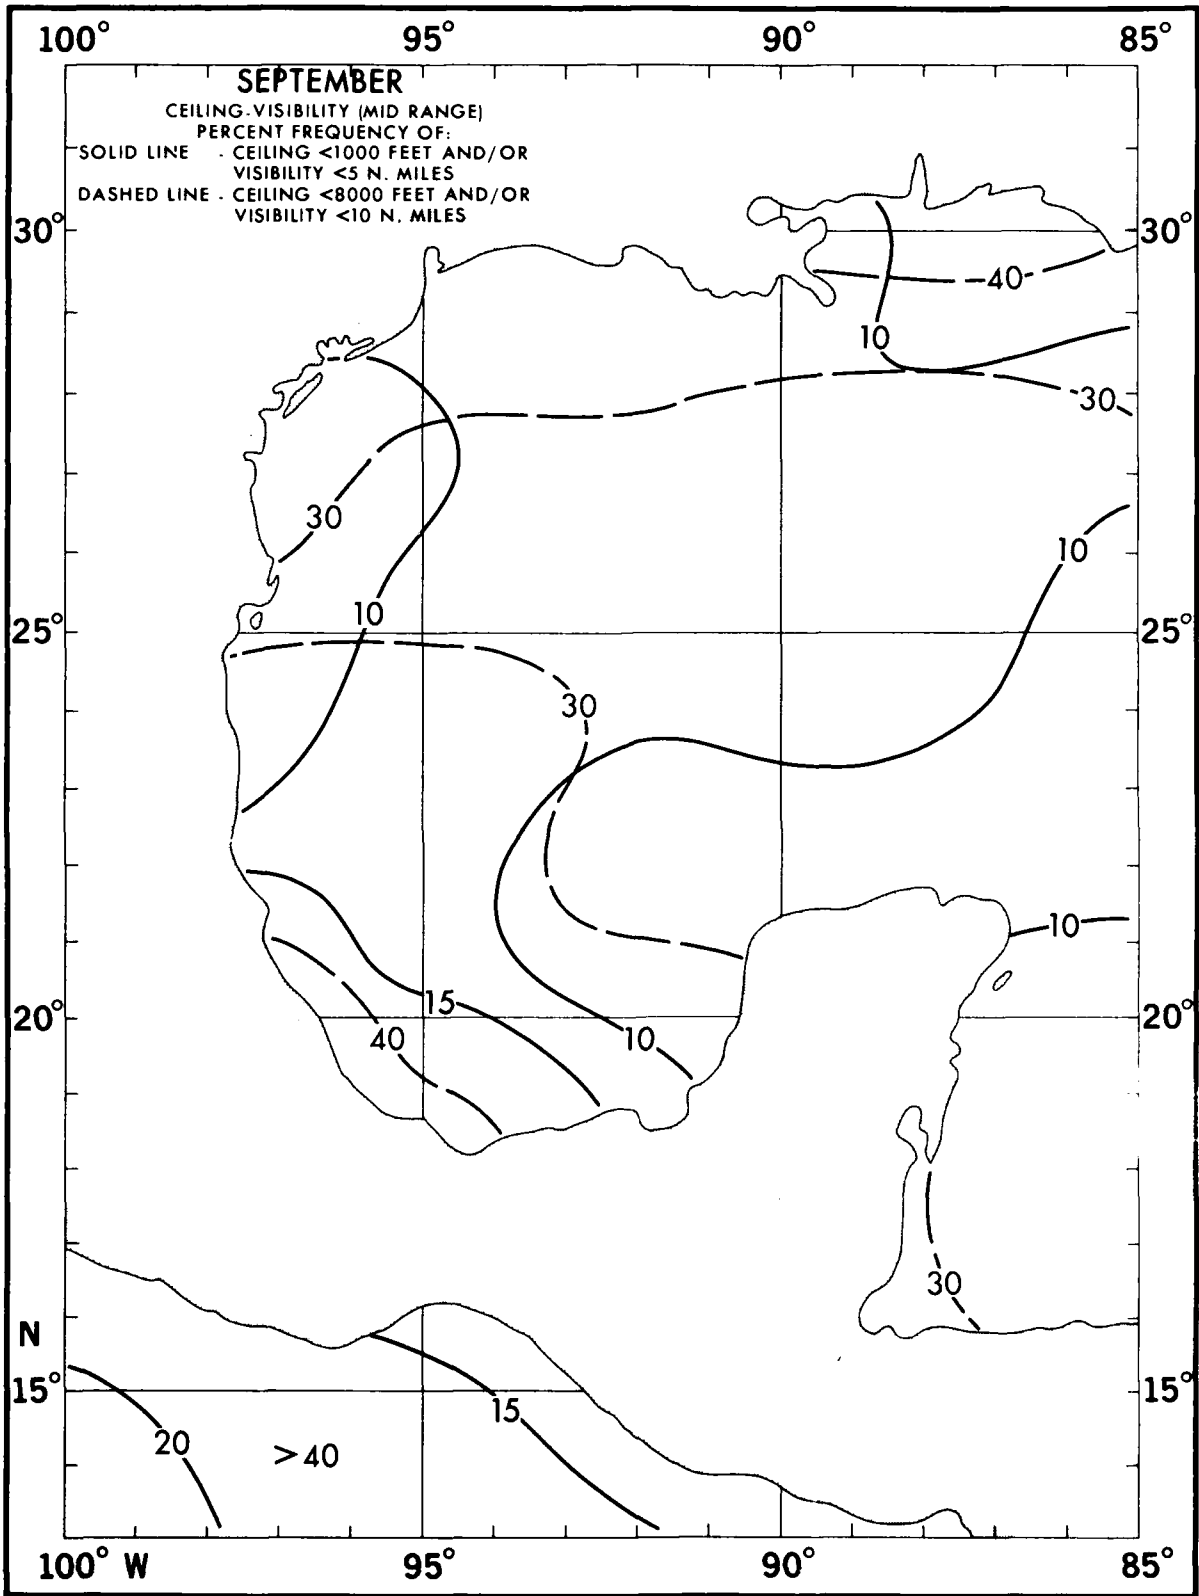 100° 95° 90° 85°
SEPTEMBER
CEILING-VISIBILITY (MID RANGE)
PERCENT FREQUENCY OF:
SOLID LINE - CEILING <1000 FEET AND/OR
VISIBILITY <5 N. MILES
DASHED LINE - CEILING <8000 FEET AND/OR
VISIBILITY <10 N. MILES
30° 30°
40
10
30
30
10
10
25° 25°
30
10
15
20° 20°
40 10
30
N
15° 15°
15
20
>40
100° W 95° 90° 85°